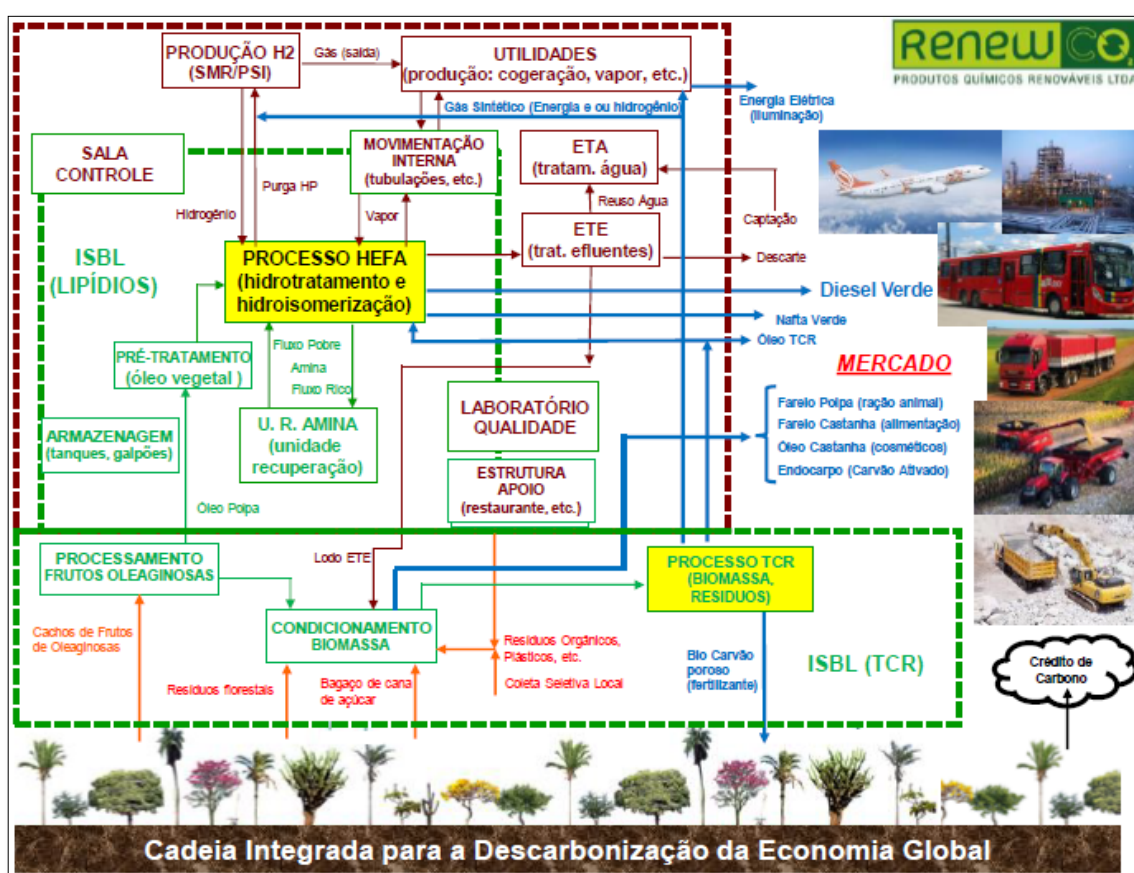 RENEWCO2
PRODUTOS QUÍMICOS RENOVÁVEIS LTDA
PRODUÇÃO H2
(SMR/PSI)
Gás (saída)
UTILIDADES
(produção: cogeração, vapor, etc.)
Gás Sintético (Energia e ou hidrogênio)
Energia Elétrica
(iluminação)
SALA
CONTROLE
MOVIMENTAÇÃO
INTERNA
(tubulações, etc.)
ETA
(tratam. água)
Purga HP
Hidrogênio
Vapor
Reuso Água
Captação
ISBL
(LIPÍDIOS)
PROCESSO HEFA
(hidrotratamento e
hidroisomerização)
ETE
(trat. efluentes)
Descarte
Diesel Verde
Nafta Verde
Óleo TCR
PRÉ-TRATAMENTO
(óleo vegetal )
Fluxo Pobre
Amina
Fluxo Rico
MERCADO
ARMAZENAGEM
(tanques, galpões)
U. R. AMINA
(unidade
recuperação)
LABORATÓRIO
QUALIDADE
Farelo Polpa (ração animal)
Farelo Castanha (alimentação)
Óleo Castanha (cosméticos)
Endocarpo (Carvão Ativado)
ESTRUTURA
APOIO
(restaurante, etc.)
Óleo Polpa
PROCESSAMENTO
FRUTOS OLEAGINOSAS
Lodo ETE
PROCESSO TCR
(BIOMASSA,
RESIDUOS)
CONDICIONAMENTO
BIOMASSA
Cachos de Frutos
de Oleaginosas
Resíduos Orgânicos,
Plásticos, etc.
Coleta Seletiva Local
Resíduos florestais
Bagaço de cana
de açúcar
Bio Carvão
poroso
(fertilizante)
ISBL (TCR)
Crédito de
Carbono
Cadeia Integrada para a Descarbonização da Economia Global